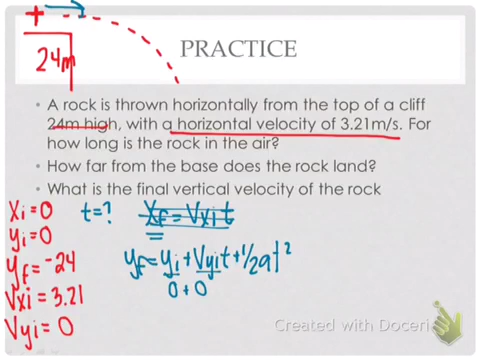 +
24m
PRACTICE
• A rock is thrown horizontally from the top of a cliff
24m high, with a horizontal velocity of 3.21m/s. For
how long is the rock in the air?
• How far from the base does the rock land?
• What is the final vertical velocity of the rock
xi = 0
yi = 0
yf = -24
Vxi = 3.21
Vyi = 0
t = ?
xf = Vxi t
yf = yi + Vyit + 1/2at²
0 + 0
Created with Doceri